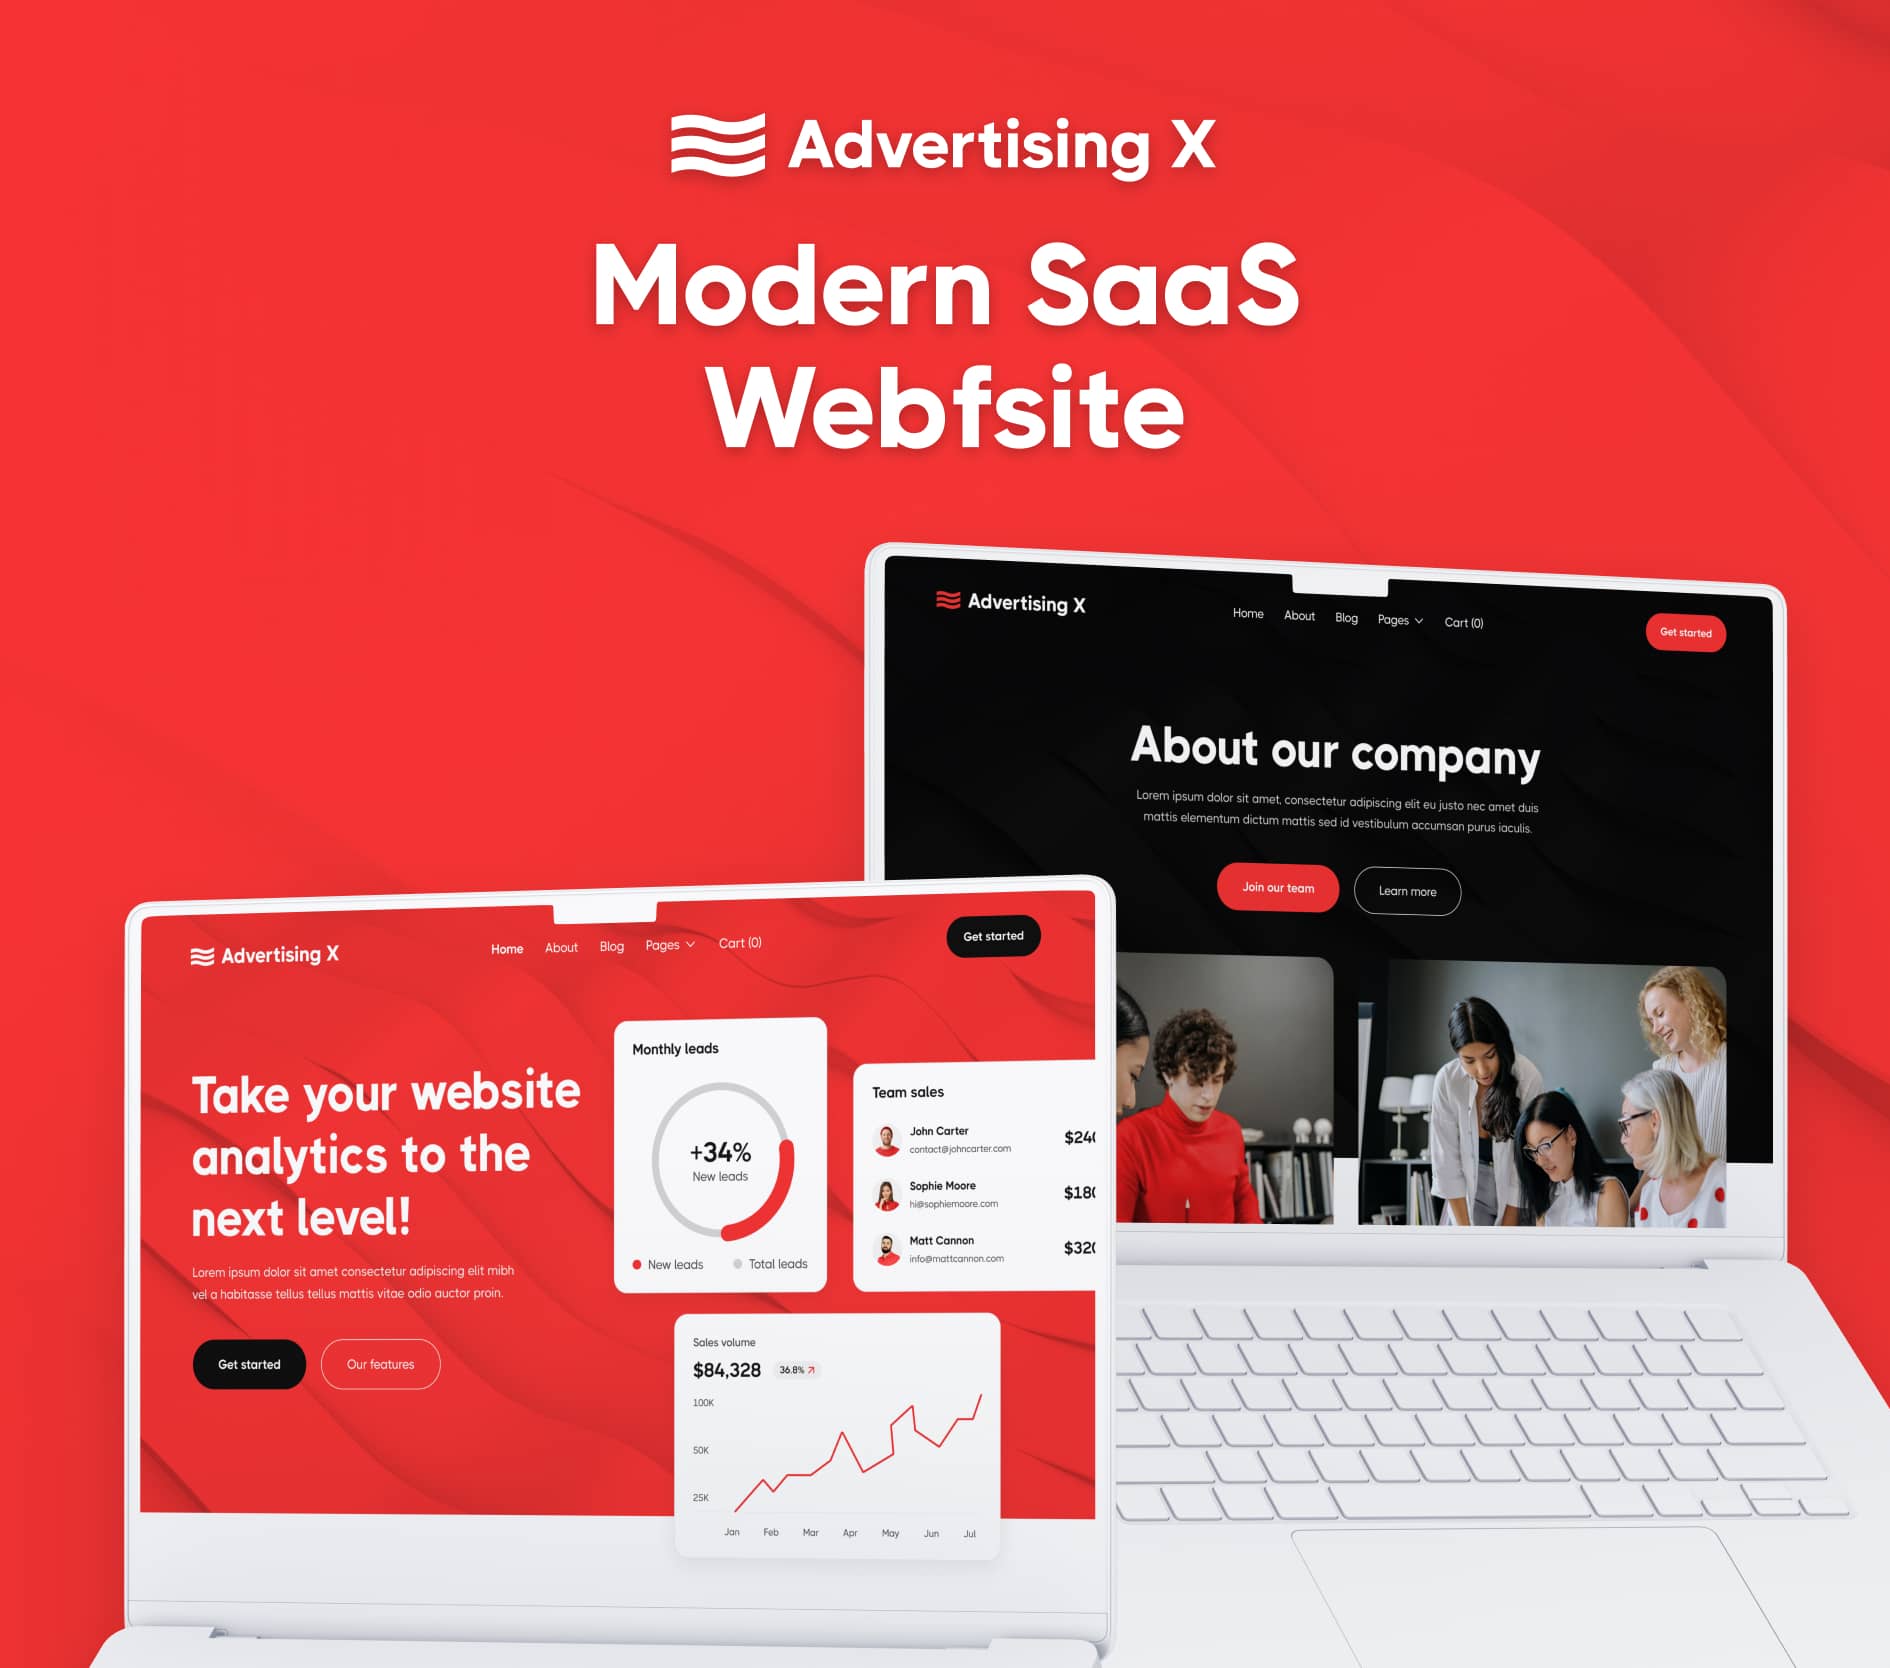 Advertising X
Modern SaaS
Webfsite
Advertising X
Home About Blog Pages Cart (0)
Get started
About our company
Lorem ipsum dolor sit amet, consectetur adipiscing elit eu justo nec amet duis
mattis elementum dictum mattis sed id vestibulum accumsan purus iaculis.
Join our team
Learn more
Advertising X
Home About Blog Pages Cart (0)
Get started
Take your website
analytics to the
next level!
Lorem ipsum dolor sit amet consectetur adipiscing elit mibh
vel a habitasse tellus tellus mattis vitae odio auctor proin.
Get started
Our features
Monthly leads
+34%
New leads
New leads
Total leads
Team sales
John Carter
contact@johncarter.com
$240
Sophie Moore
hi@sophiemoore.com
$180
Matt Cannon
info@mattcannon.com
$320
Sales volume
$84,328
36.8%
100K
50K
25K
Jan Feb Mar Apr May Jun Jul